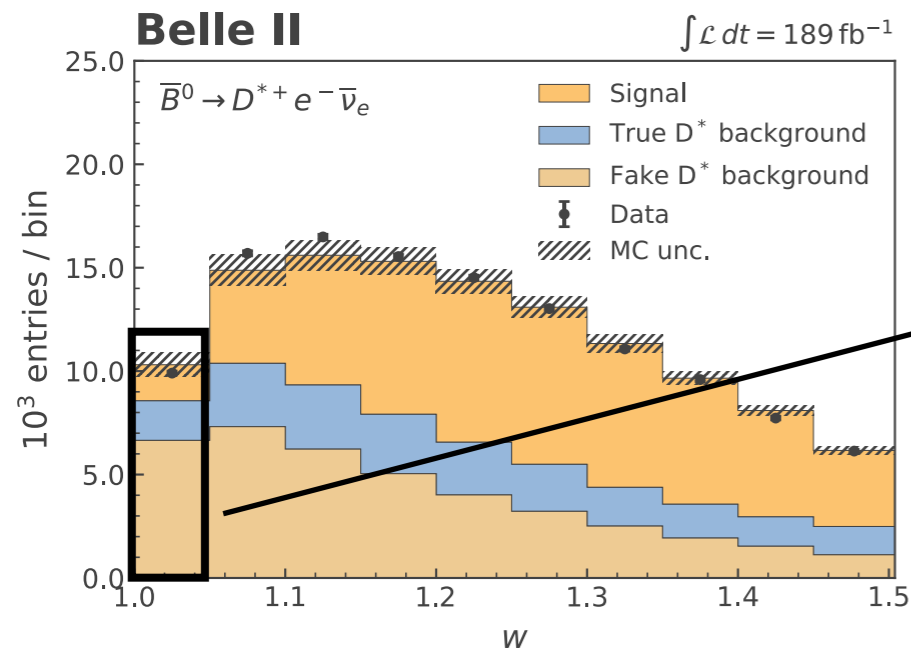 Belle II
∫ℒ dt = 189 fb⁻¹
B̅⁰ → D*⁺ e⁻ ν̅ₑ
Signal
True D* background
Fake D* background
Data
MC unc.
10³ entries / bin
25.0
20.0
15.0
10.0
5.0
0.0
1.0 1.1 1.2 1.3 1.4 1.5
w